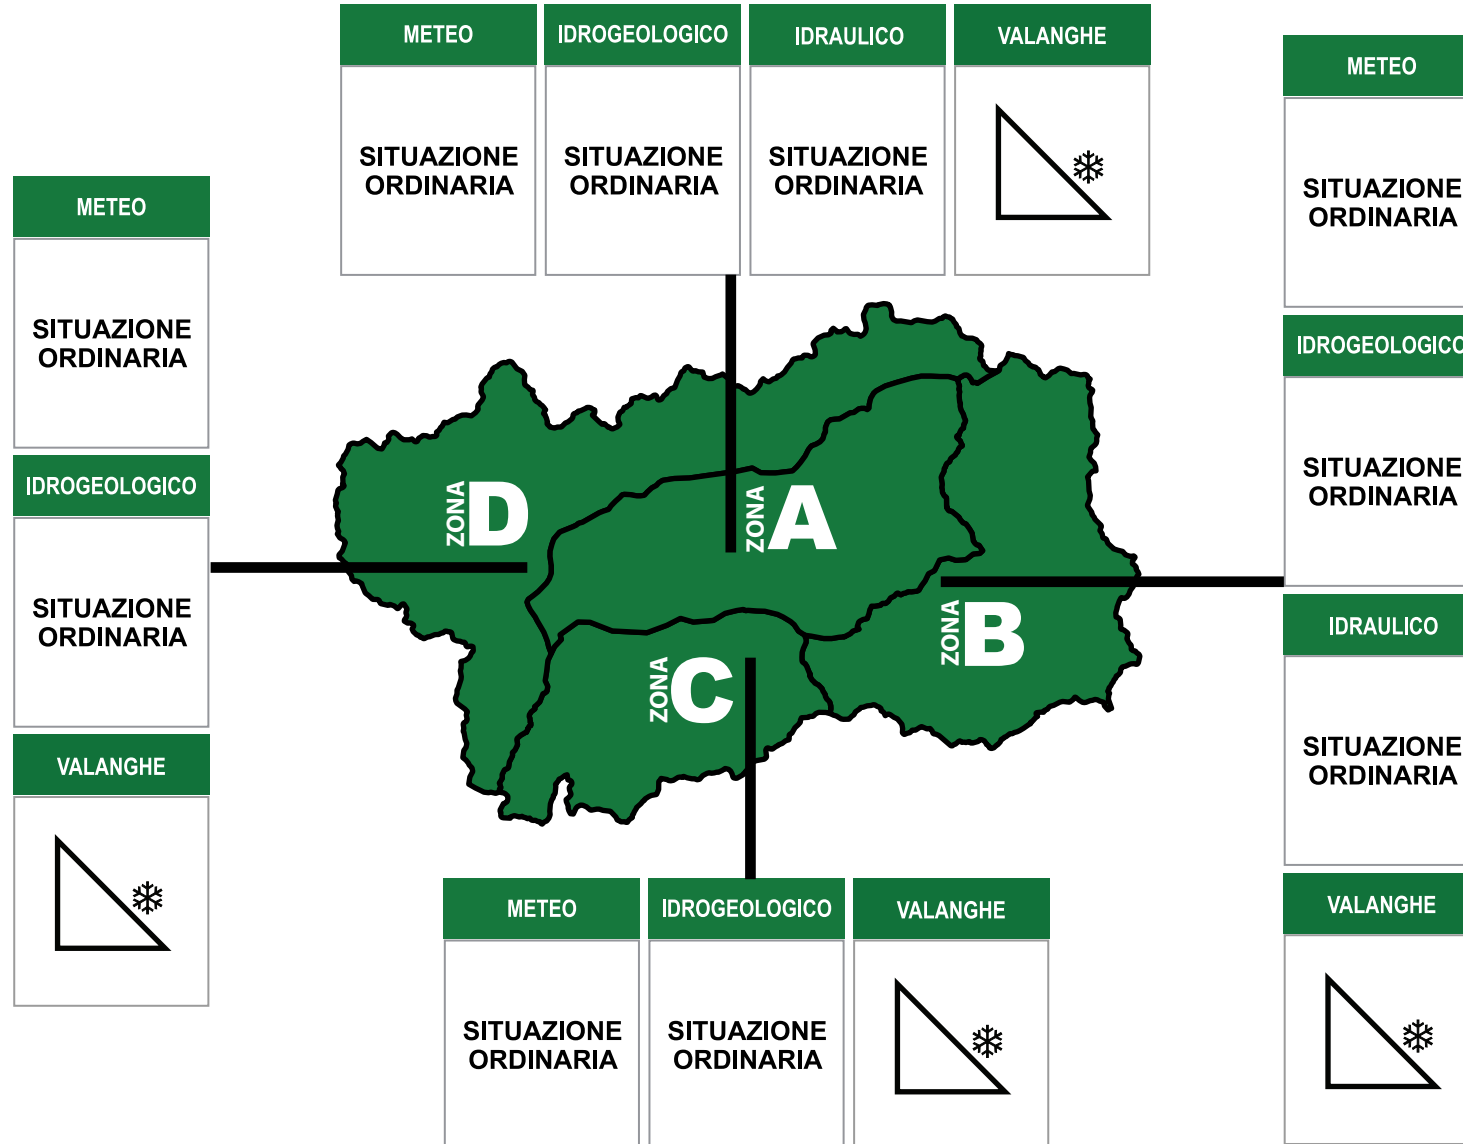 METEO
IDROGEOLOGICO
IDRAULICO
VALANGHE
SITUAZIONE
ORDINARIA
SITUAZIONE
ORDINARIA
SITUAZIONE
ORDINARIA
METEO
SITUAZIONE
ORDINARIA
IDROGEOLOGICO
SITUAZIONE
ORDINARIA
VALANGHE
ZONA D
ZONA A
ZONA B
ZONA C
METEO
SITUAZIONE
ORDINARIA
IDROGEOLOGICO
SITUAZIONE
ORDINARIA
IDRAULICO
SITUAZIONE
ORDINARIA
VALANGHE
METEO
IDROGEOLOGICO
VALANGHE
SITUAZIONE
ORDINARIA
SITUAZIONE
ORDINARIA